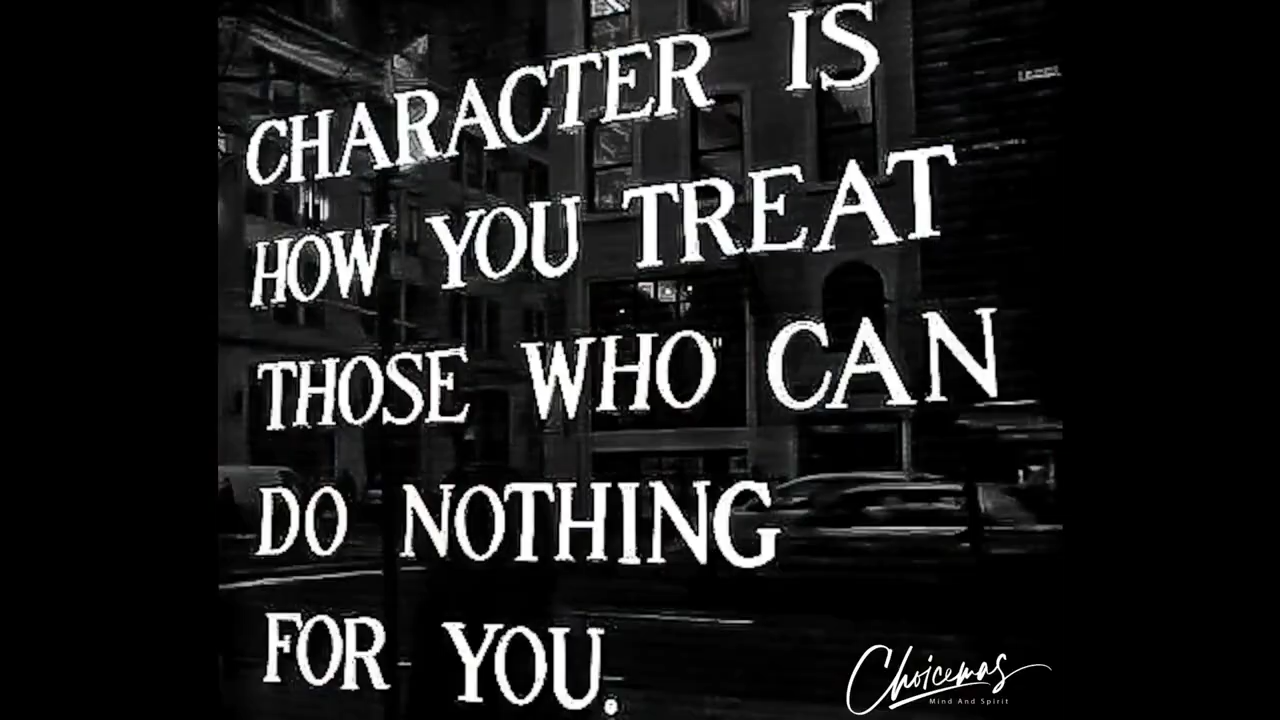 CHARACTER IS
HOW YOU TREAT
THOSE WHO" CAN
DO NOTHING
FOR YOU.
Choicemas
Mind And Spirit